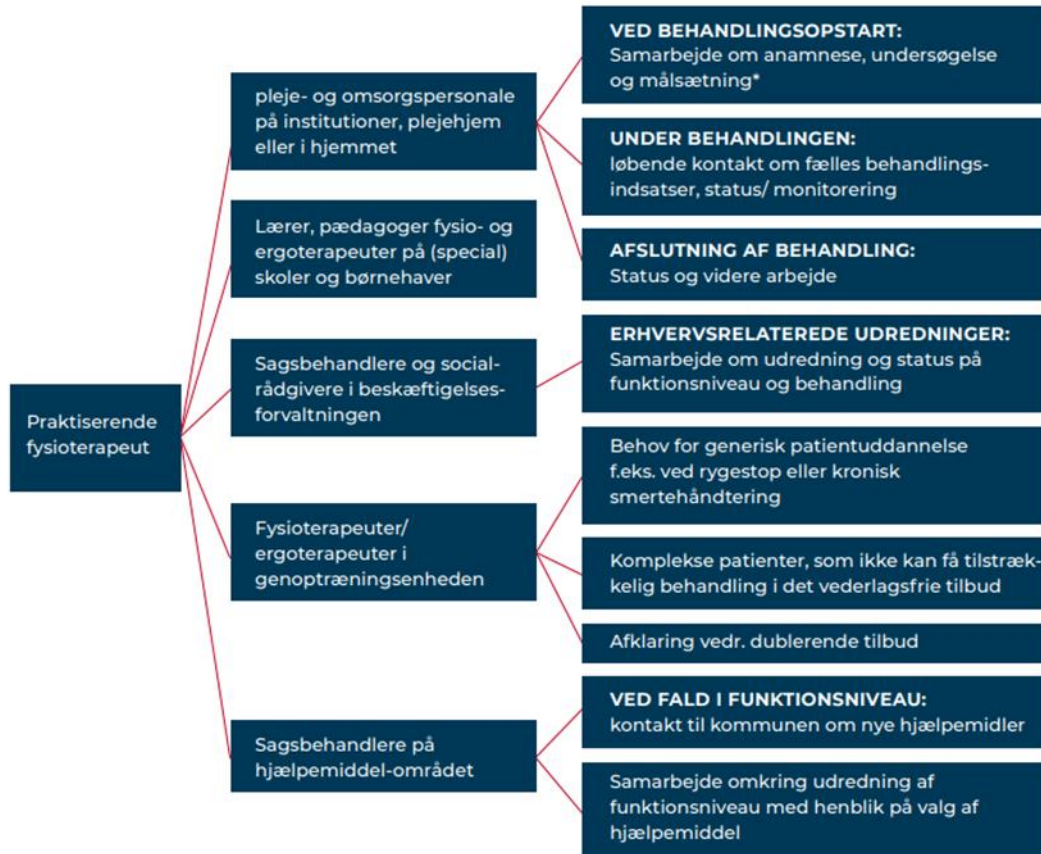 Praktiserende
fysioterapeut
pleje- og omsorgspersonale
på institutioner, plejehjem
eller i hjemmet
Lærer, pædagoger fysio- og
ergoterapeuter på (special)
skoler og børnehaver
Sagsbehandlere og social-
rådgivere i beskæftigelses-
forvaltningen
Fysioterapeuter/
ergoterapeuter i
genoptræningsenheden
Sagsbehandlere på
hjælpemiddel-området
VED BEHANDLINGSOPSTART:
Samarbejde om anamnese, undersøgelse
og målsætning*
UNDER BEHANDLINGEN:
løbende kontakt om fælles behandlings-
indsatser, status/ monitorering
AFSLUTNING AF BEHANDLING:
Status og videre arbejde
ERHVERVSRELATEREDE UDREDNINGER:
Samarbejde om udredning og status på
funktionsniveau og behandling
Behov for generisk patientuddannelse
f.eks. ved rygestop eller kronisk
smertehåndtering
Komplekse patienter, som ikke kan få tilstræk-
kelig behandling i det vederlagsfrie tilbud
Afklaring vedr. dublerende tilbud
VED FALD I FUNKTIONSNIVEAU:
kontakt til kommunen om nye hjælpemidler
Samarbejde omkring udredning af
funktionsniveau med henblik på valg af
hjælpemiddel